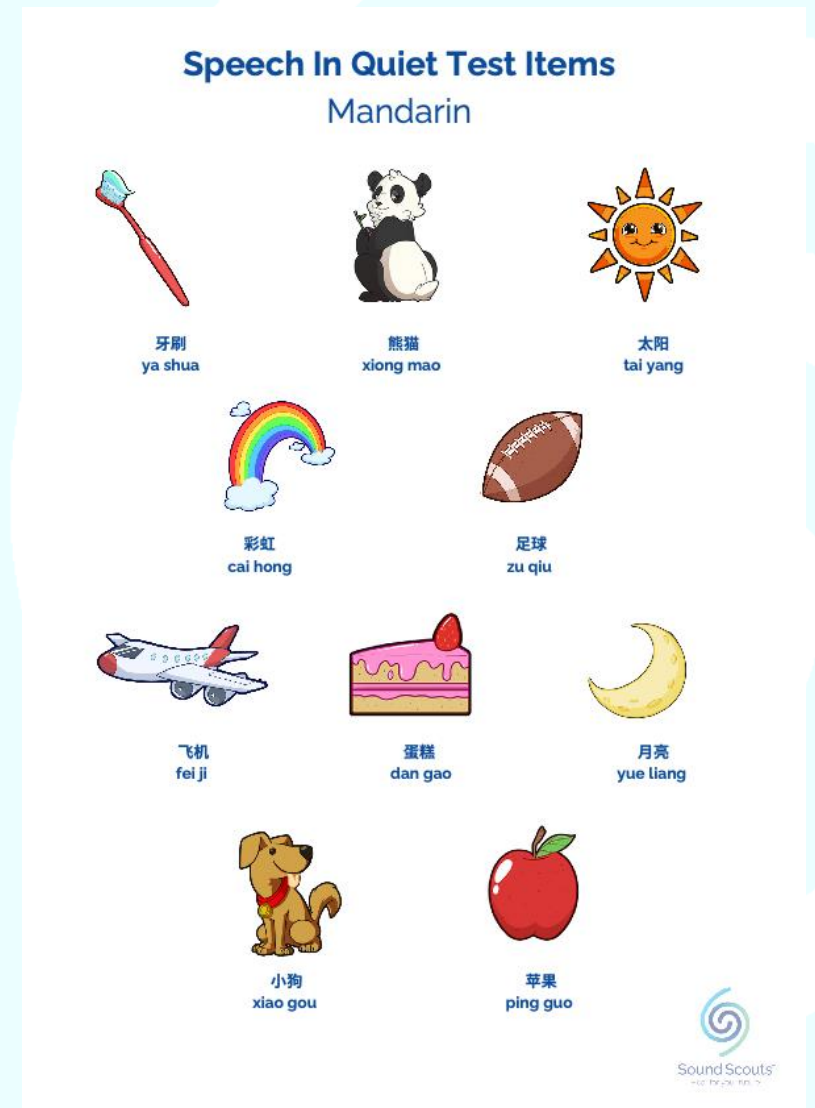 Speech In Quiet Test Items
Mandarin
牙刷
ya shua
熊猫
xiong mao
太阳
tai yang
彩虹
cai hong
足球
zu qiu
飞机
fei ji
蛋糕
dan gao
月亮
yue liang
小狗
xiao gou
苹果
ping guo
Sound Scouts